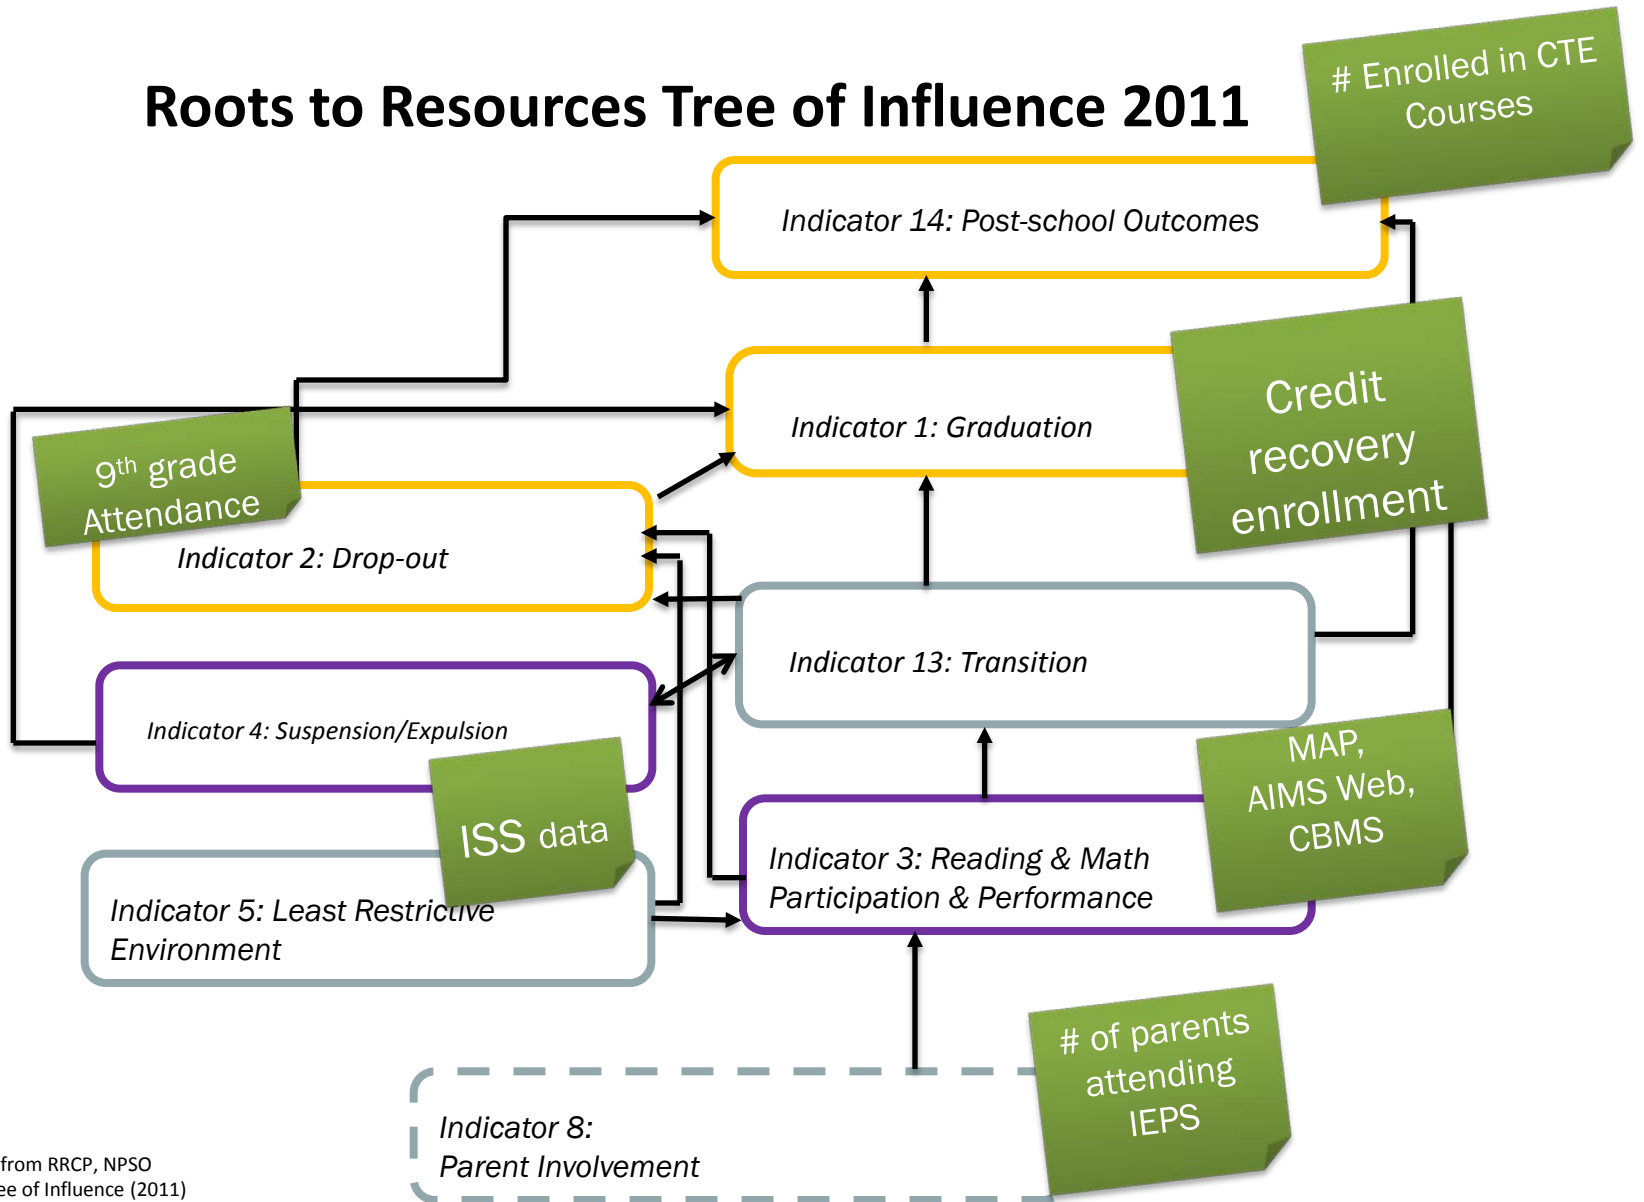 Roots to Resources Tree of Influence 2011
# Enrolled in CTE
Courses
Indicator 14: Post-school Outcomes
Indicator 1: Graduation
Credit
recovery
enrollment
9th grade
Attendance
Indicator 2: Drop-out
Indicator 13: Transition
Indicator 4: Suspension/Expulsion
ISS data
MAP,
AIMS Web,
CBMS
Indicator 3: Reading & Math
Participation & Performance
Indicator 5: Least Restrictive
Environment
# of parents
attending
IEPS
Indicator 8:
Parent Involvement
from RRCP, NPSO
ee of Influence (2011)